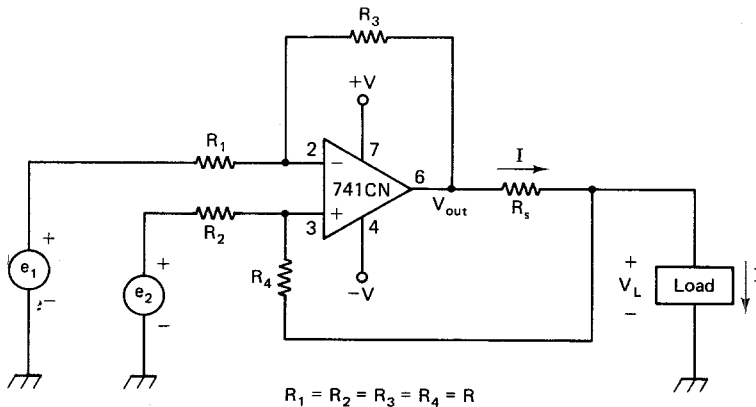 R3
+V
R1
2
−
7
I
741CN
6
R2
+
3
4
Vout
Rs
e1
+
−
e2
+
−
R4
−V
+
VL
−
Load
R1 = R2 = R3 = R4 = R